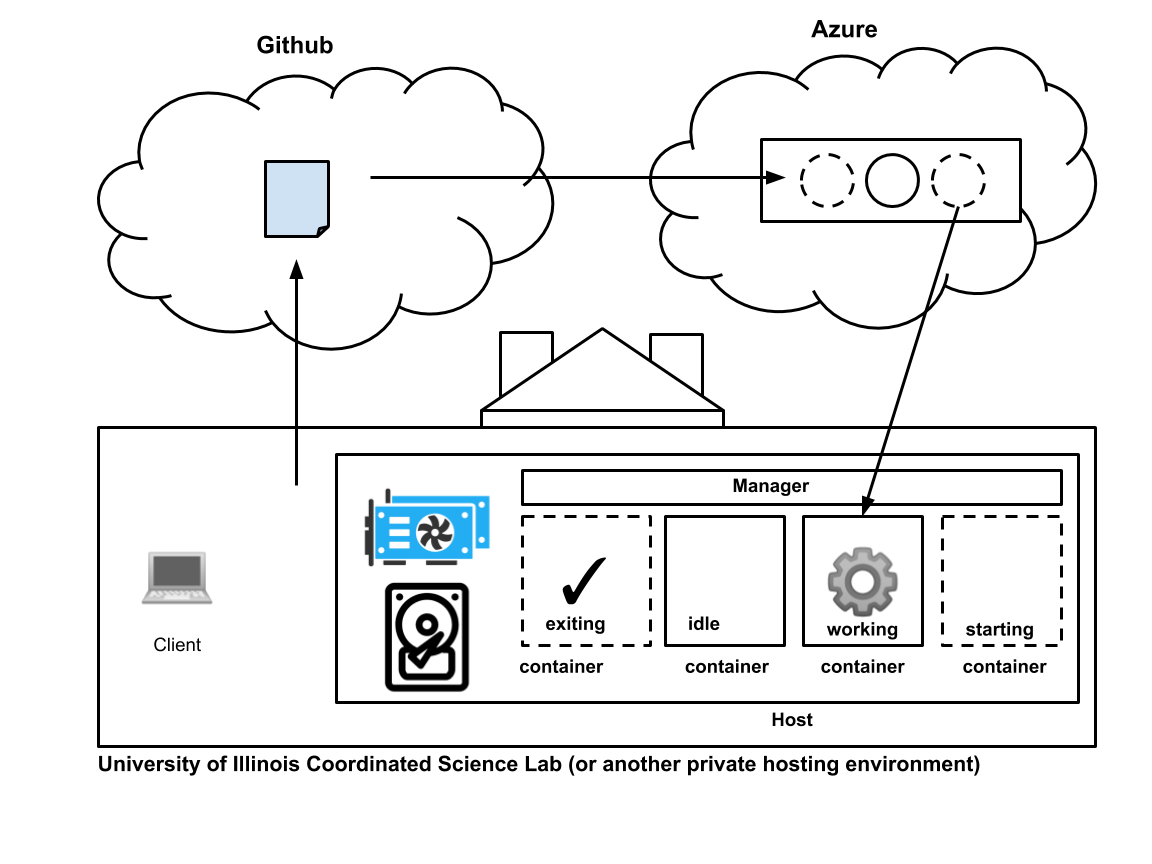 Github
Azure
Manager
exiting
idle
working
starting
container
container
container
container
Client
Host
University of Illinois Coordinated Science Lab (or another private hosting environment)